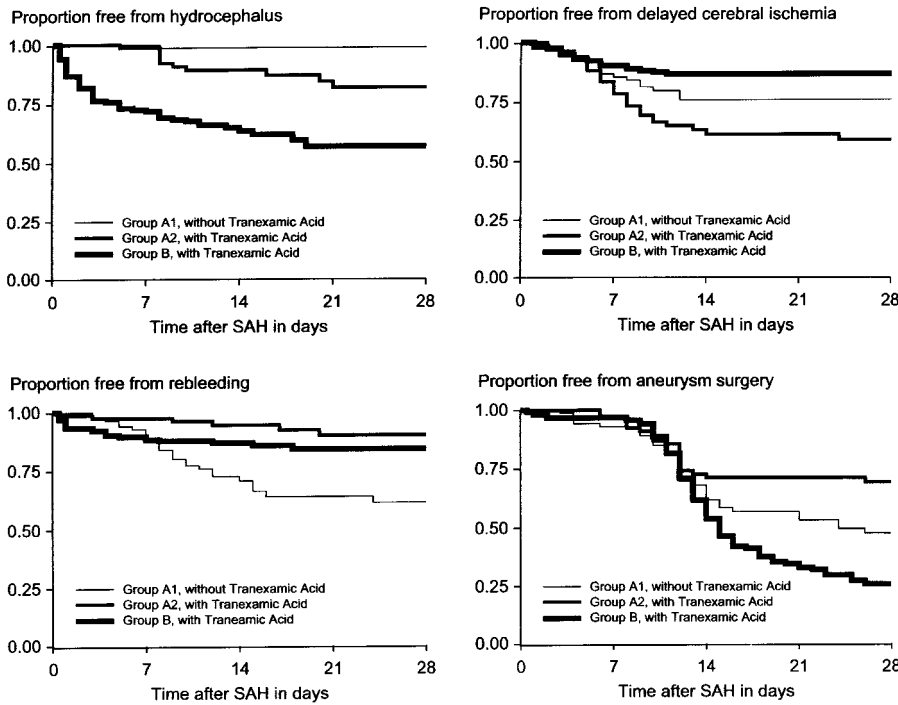 Proportion free from hydrocephalus
1.00
0.75
0.50
0.25
0.00
Group A1, without Tranexamic Acid
Group A2, with Tranexamic Acid
Group B, with Tranexamic Acid
0 7 14 21 28
Time after SAH in days
Proportion free from delayed cerebral ischemia
1.00
0.75
0.50
0.25
0.00
Group A1, without Tranexamic Acid
Group A2, with Tranexamic Acid
Group B, with Tranexamic Acid
0 7 14 21 28
Time after SAH in days
Proportion free from rebleeding
1.00
0.75
0.50
0.25
0.00
Group A1, without Tranexamic Acid
Group A2, with Tranexamic Acid
Group B, with Traneamic Acid
0 7 14 21 28
Time after SAH in days
Proportion free from aneurysm surgery
1.00
0.75
0.50
0.25
0.00
Group A1, without Tranexamic Acid
Group A2, with Tranexamic Acid
Group B, with Tranexamic Acid
0 7 14 21 28
Time after SAH in days